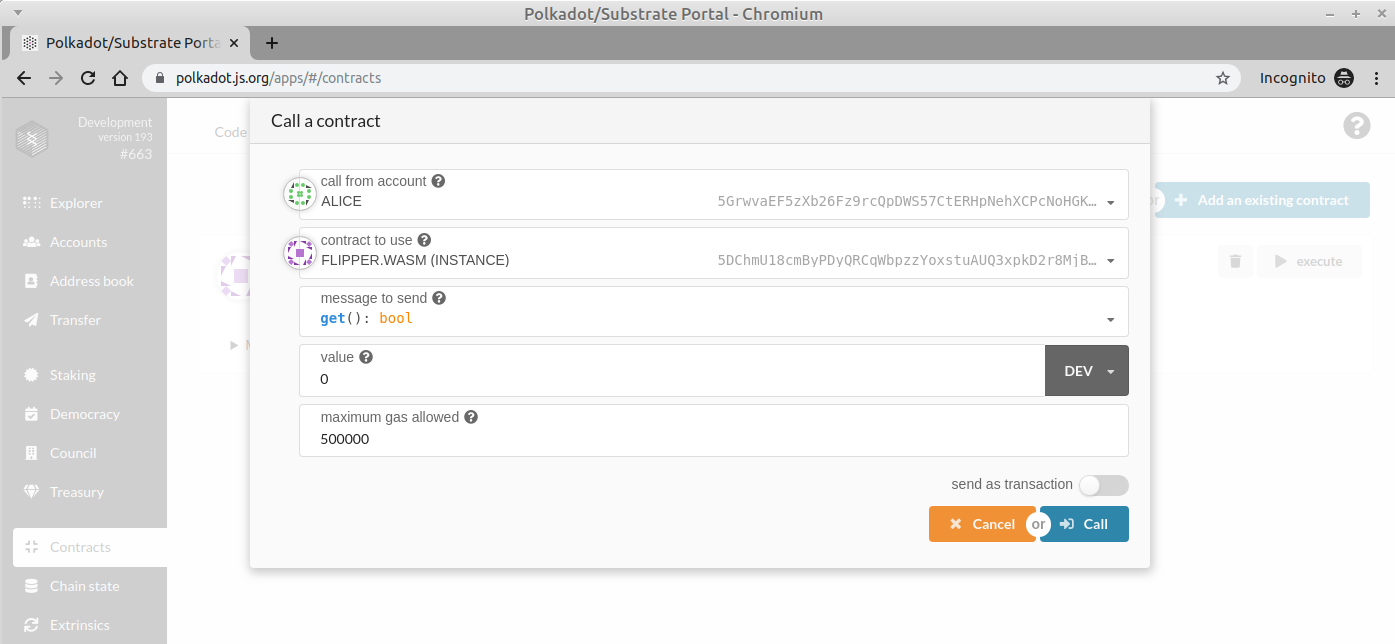 Polkadot/Substrate Portal - Chromium
Polkadot/Substrate Porta
polkadot.js.org/apps/#/contracts
Incognito
Development
version 193
#663
Explorer
Accounts
Address book
Transfer
Staking
Democracy
Council
Treasury
Contracts
Chain state
Extrinsics
Code
or
Add an existing contract
execute
Call a contract
call from account
ALICE 5GrwvaEF5zXb26Fz9rcQpDWS57CtERHpNehXCPcNoHGK…
contract to use
FLIPPER.WASM (INSTANCE) 5DChmU18cmByPDyQRCqWbpzzYoxstuAUQ3xpkD2r8MjB…
message to send
get(): bool
value
0
DEV
maximum gas allowed
500000
send as transaction
Cancel or Call